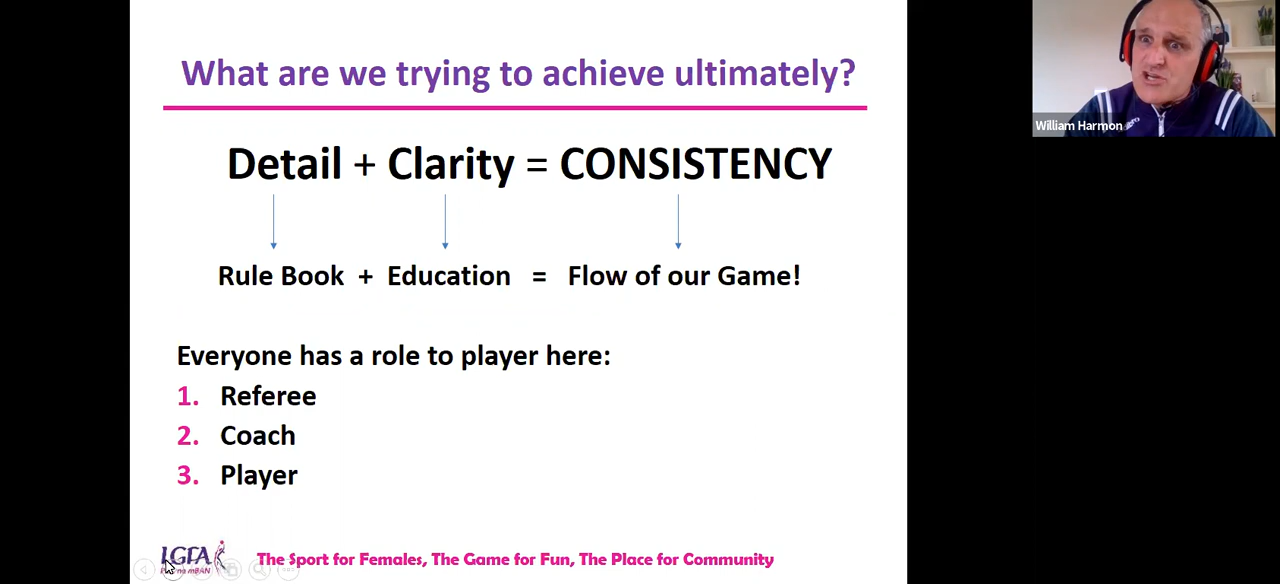 What are we trying to achieve ultimately?
Detail + Clarity = CONSISTENCY
Rule Book + Education = Flow of our Game!
Everyone has a role to player here:
1. Referee
2. Coach
3. Player
LGFA
The Sport for Females, The Game for Fun, The Place for Community
William Harmon